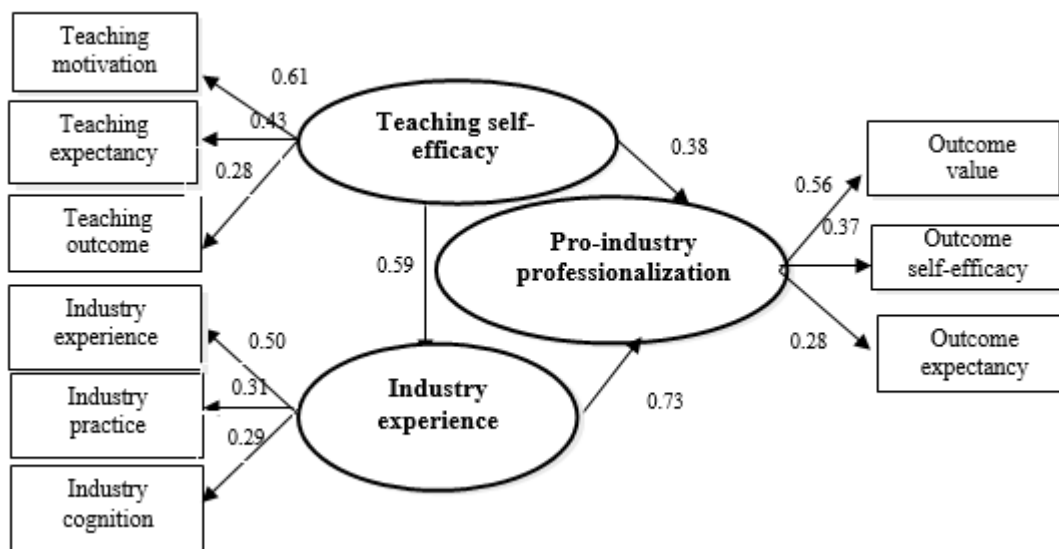 Teaching
motivation
0.61
Teaching
expectancy
0.43
0.28
Teaching
outcome
Teaching self-
efficacy
0.38
0.59
Pro-industry
professionalization
Outcome
value
0.56
0.37
Outcome
self-efficacy
0.28
Outcome
expectancy
Industry
experience
0.50
0.31
Industry
practice
0.29
Industry
cognition
Industry
experience
0.73